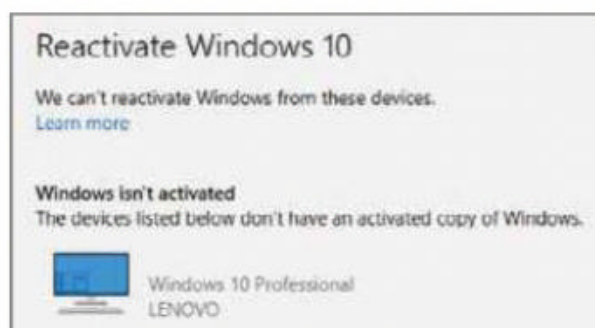 Reactivate Windows 10
We can't reactivate Windows from these devices.
Learn more
Windows isn't activated
The devices listed below don't have an activated copy of Windows.
Windows 10 Professional
LENOVO